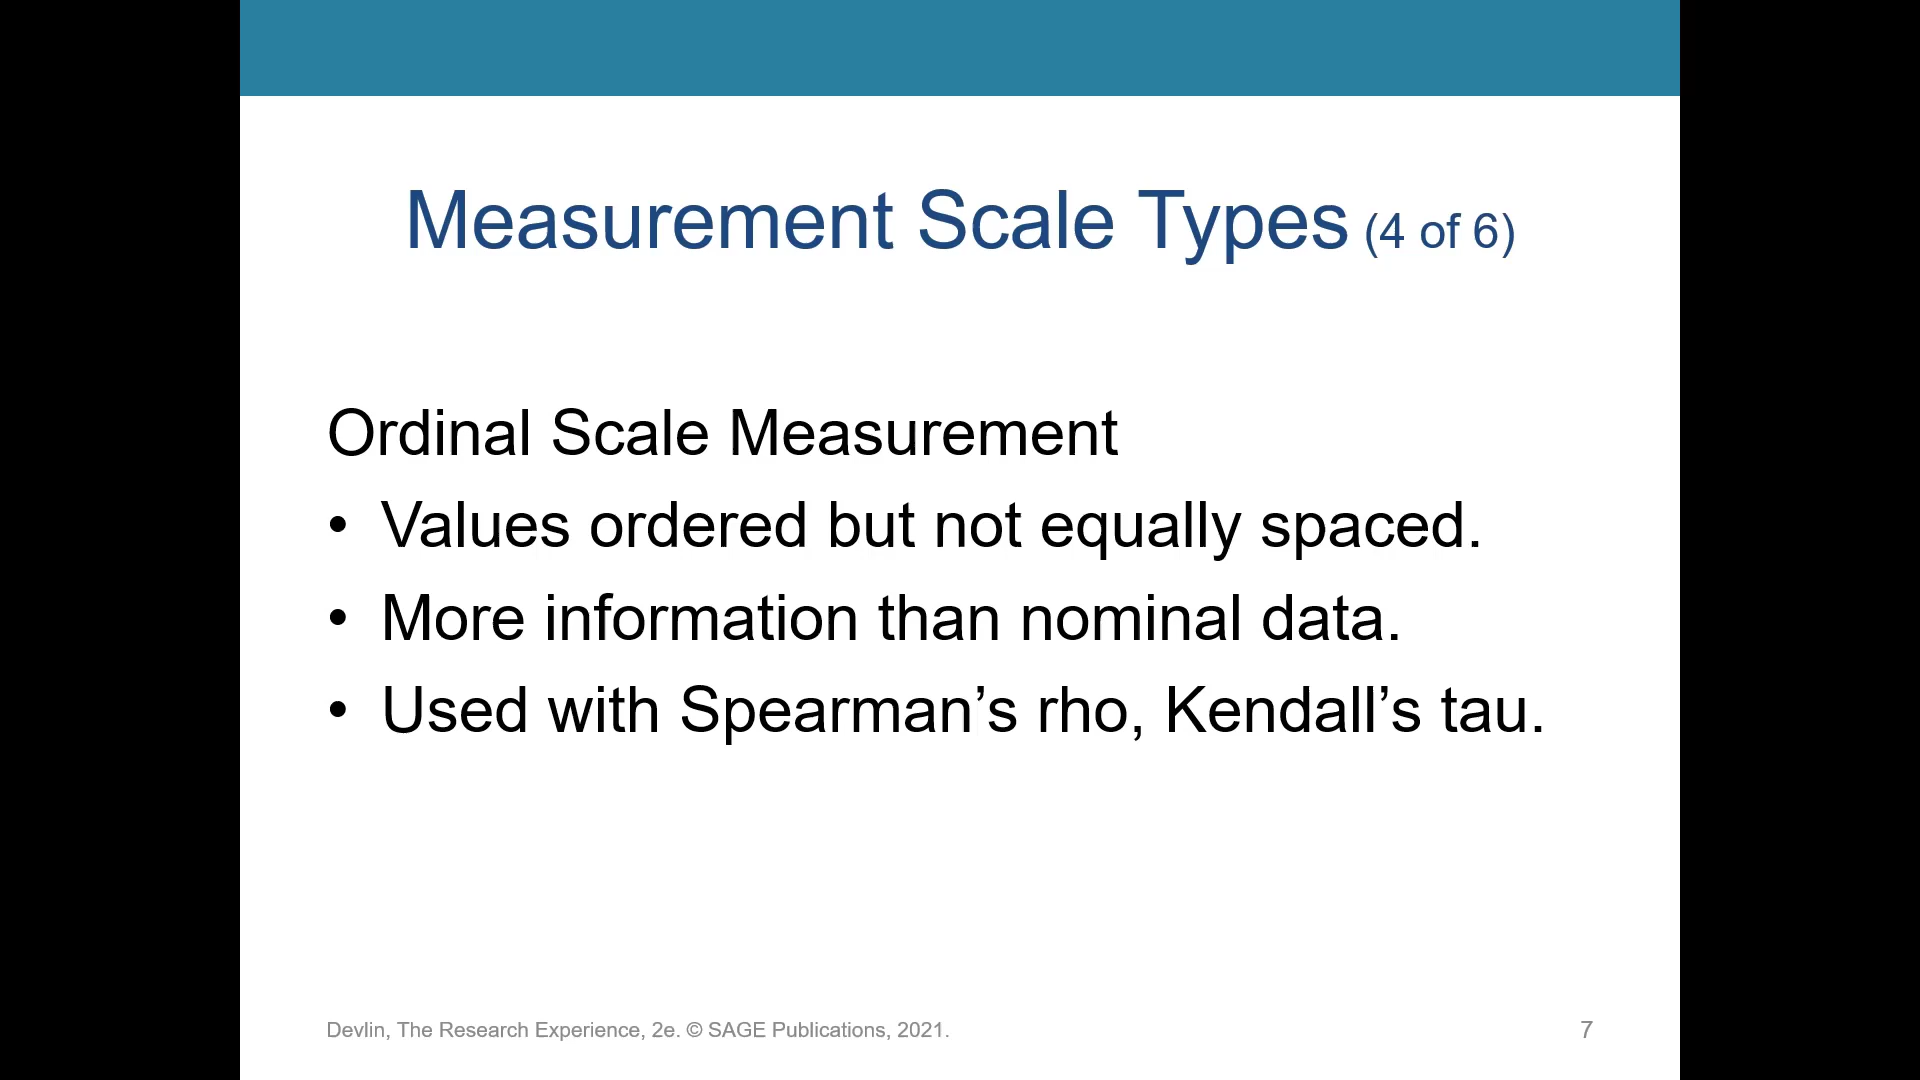 Measurement Scale Types (4 of 6)
Ordinal Scale Measurement
• Values ordered but not equally spaced.
• More information than nominal data.
• Used with Spearman’s rho, Kendall’s tau.
Devlin, The Research Experience, 2e. © SAGE Publications, 2021.
7